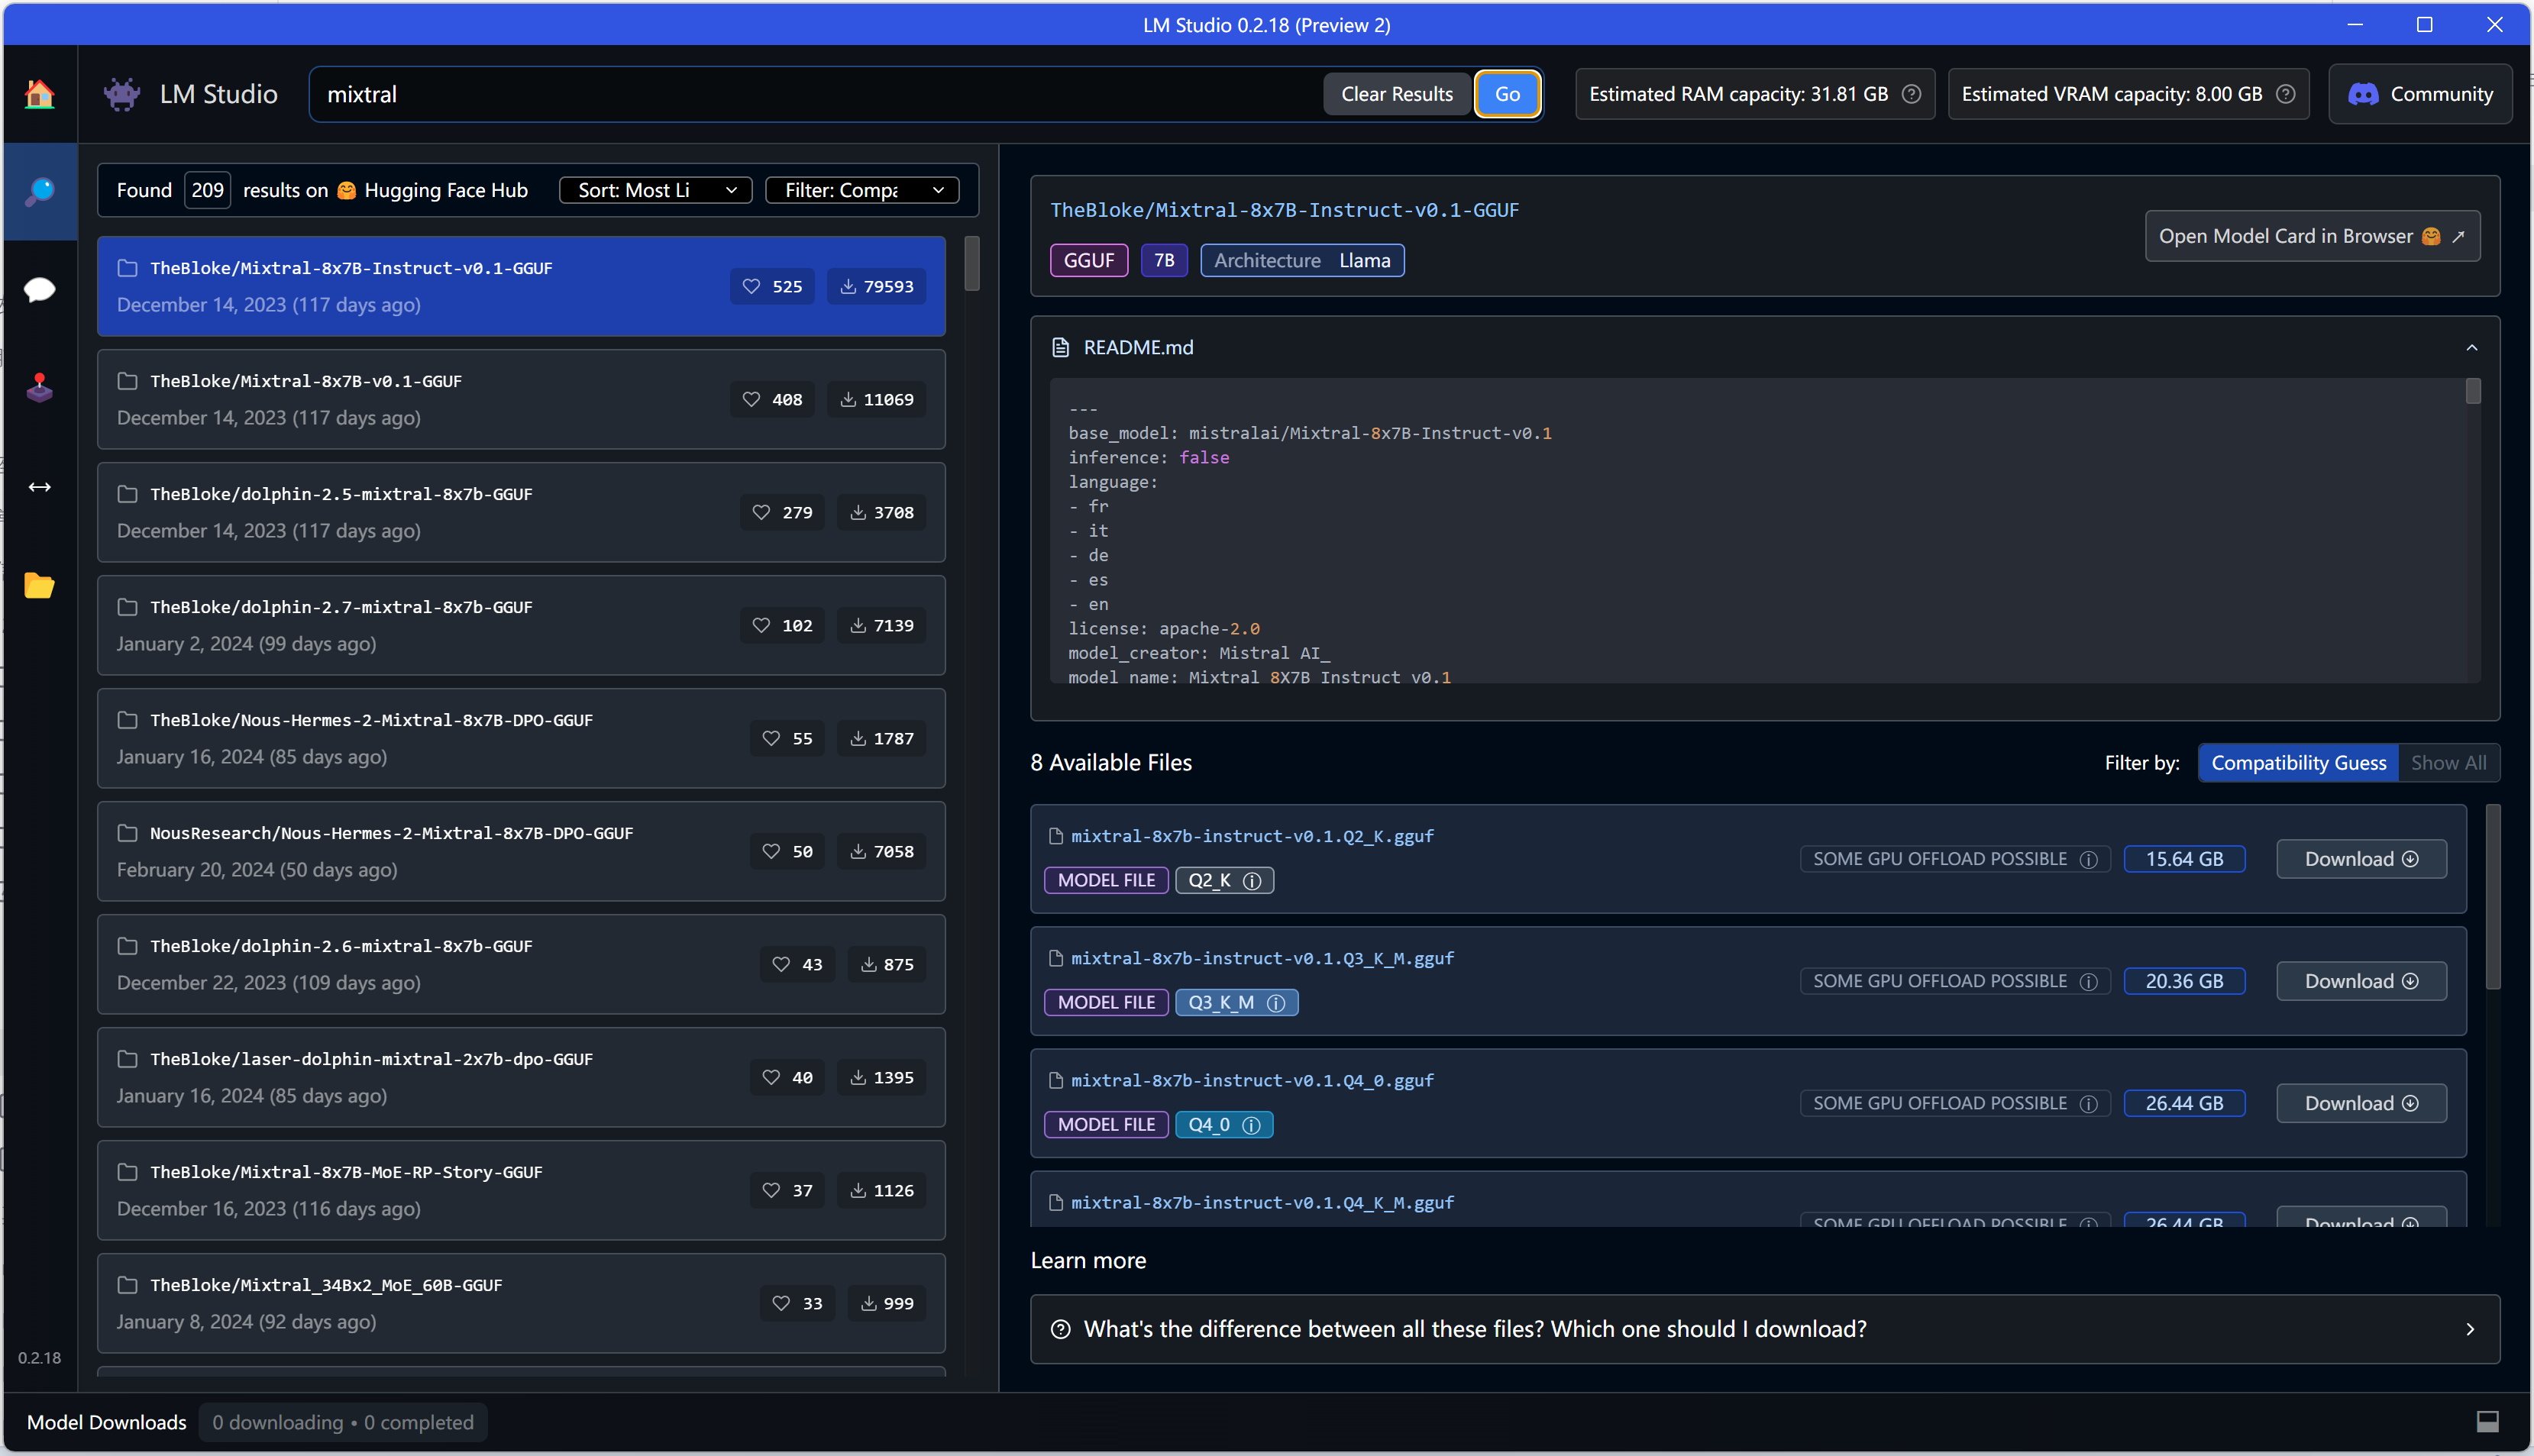 LM Studio 0.2.18 (Preview 2)
LM Studio
mixtral
Clear Results
Go
Estimated RAM capacity: 31.81 GB
Estimated VRAM capacity: 8.00 GB
Community
Found 209 results on 🤗 Hugging Face Hub
Sort: Most Li
Filter: Compa
TheBloke/Mixtral-8x7B-Instruct-v0.1-GGUF
December 14, 2023 (117 days ago)
525
79593
TheBloke/Mixtral-8x7B-v0.1-GGUF
December 14, 2023 (117 days ago)
408
11069
TheBloke/dolphin-2.5-mixtral-8x7b-GGUF
December 14, 2023 (117 days ago)
279
3708
TheBloke/dolphin-2.7-mixtral-8x7b-GGUF
January 2, 2024 (99 days ago)
102
7139
TheBloke/Nous-Hermes-2-Mixtral-8x7B-DPO-GGUF
January 16, 2024 (85 days ago)
55
1787
NousResearch/Nous-Hermes-2-Mixtral-8x7B-DPO-GGUF
February 20, 2024 (50 days ago)
50
7058
TheBloke/dolphin-2.6-mixtral-8x7b-GGUF
December 22, 2023 (109 days ago)
43
875
TheBloke/laser-dolphin-mixtral-2x7b-dpo-GGUF
January 16, 2024 (85 days ago)
40
1395
TheBloke/Mixtral-8x7B-MoE-RP-Story-GGUF
December 16, 2023 (116 days ago)
37
1126
TheBloke/Mixtral_34Bx2_MoE_60B-GGUF
January 8, 2024 (92 days ago)
33
999
0.2.18
TheBloke/Mixtral-8x7B-Instruct-v0.1-GGUF
GGUF
7B
Architecture Llama
Open Model Card in Browser 🤗 ↗
README.md
---
base_model: mistralai/Mixtral-8x7B-Instruct-v0.1
inference: false
language:
- fr
- it
- de
- es
- en
license: apache-2.0
model_creator: Mistral AI_
model_name: Mixtral 8X7B Instruct v0.1
8 Available Files
Filter by:
Compatibility Guess
Show All
mixtral-8x7b-instruct-v0.1.Q2_K.gguf
MODEL FILE
Q2_K
SOME GPU OFFLOAD POSSIBLE
15.64 GB
Download
mixtral-8x7b-instruct-v0.1.Q3_K_M.gguf
MODEL FILE
Q3_K_M
SOME GPU OFFLOAD POSSIBLE
20.36 GB
Download
mixtral-8x7b-instruct-v0.1.Q4_0.gguf
MODEL FILE
Q4_0
SOME GPU OFFLOAD POSSIBLE
26.44 GB
Download
mixtral-8x7b-instruct-v0.1.Q4_K_M.gguf
SOME GPU OFFLOAD POSSIBLE
26.44 GB
Download
Learn more
What's the difference between all these files? Which one should I download?
Model Downloads
0 downloading • 0 completed